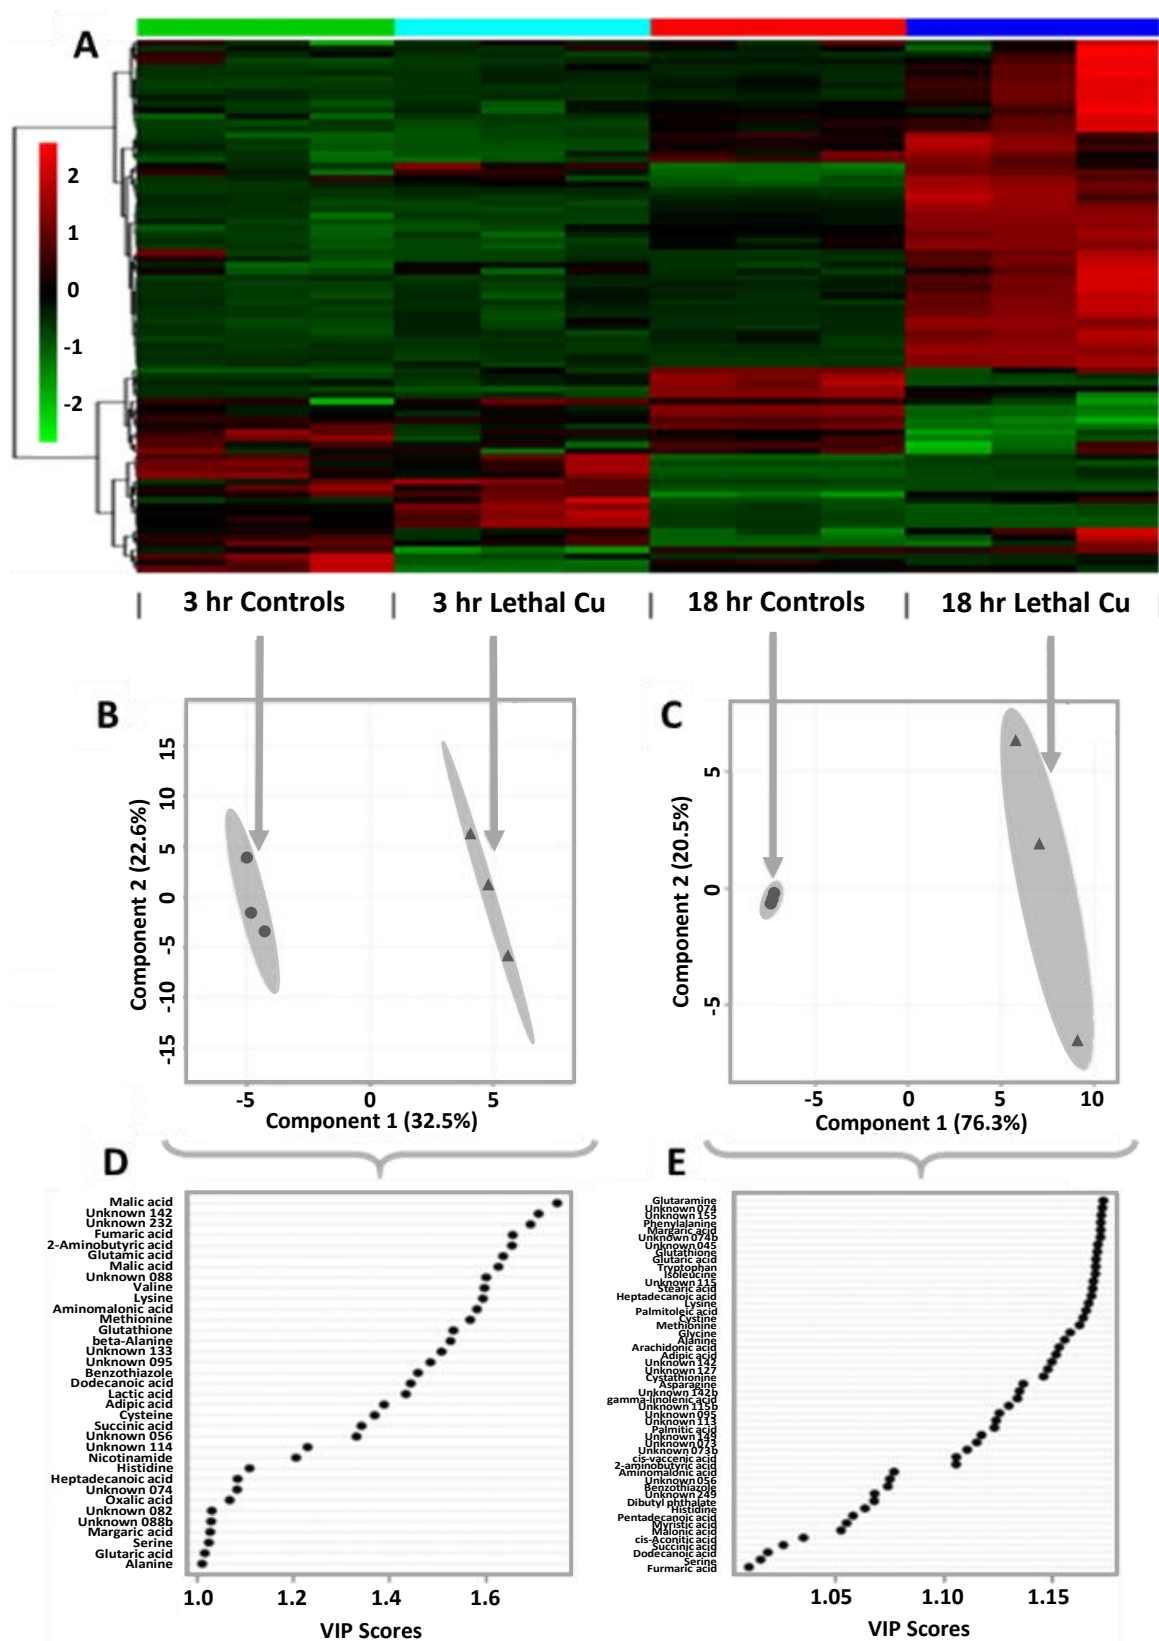 A
2
1
0
-1
-2
3 hr Controls
3 hr Lethal Cu
18 hr Controls
18 hr Lethal Cu
B
Component 2 (22.6%)
15
10
5
0
-5
-10
-15
-5
0
5
Component 1 (32.5%)
C
Component 2 (20.5%)
5
0
-5
-5
0
5
10
Component 1 (76.3%)
D
Malic acid
Unknown 142
Unknown 232
Fumaric acid
2-Aminobutyric acid
Glutamic acid
Malic acid
Unknown 088
Valine
Lysine
Aminomalonic acid
Methionine
Glutathione
beta-Alanine
Unknown 133
Unknown 095
Benzothiazole
Dodecanoic acid
Lactic acid
Adipic acid
Cysteine
Succinic acid
Unknown 056
Unknown 114
Nicotinamide
Histidine
Heptadecanoic acid
Unknown 074
Oxalic acid
Unknown 082
Unknown 088b
Margaric acid
Serine
Glutaric acid
Alanine
1.0
1.2
1.4
1.6
VIP Scores
E
Glutaramine
Unknown 074
Unknown 155
Phenylalanine
Margaric acid
Unknown 074b
Unknown 045
Glutathione
Glutaric acid
Tryptophan
Isoleucine
Unknown 115
Stearic acid
Heptadecanoic acid
Lysine
Palmitoleic acid
Cystine
Methionine
Glycine
Alanine
Arachidonic acid
Adipic acid
Unknown 142
Unknown 127
Cystathionine
Asparagine
Unknown 142b
gamma-linolenic acid
Unknown 115b
Unknown 095
Unknown 113
Palmitic acid
Unknown 149
Unknown 073
Unknown 073b
cis-vaccenic acid
2-aminobutyric acid
Aminomalonic acid
Unknown 056
Benzothiazole
Unknown 249
Dibutyl phthalate
Histidine
Pentadecanoic acid
Myristic acid
Malonic acid
cis-Aconitic acid
Succinic acid
Dodecanoic acid
Serine
Furmaric acid
1.05
1.10
1.15
VIP Scores